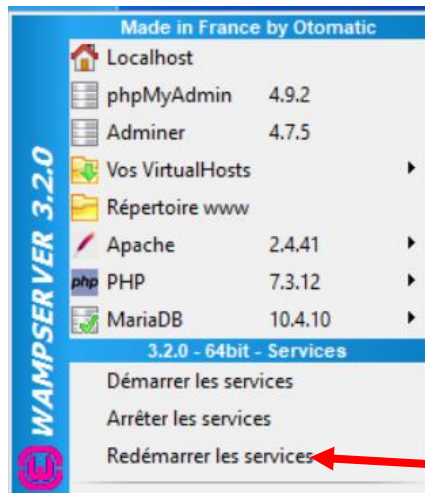 Made in France by Otomatic
Localhost
phpMyAdmin 4.9.2
Adminer 4.7.5
Vos VirtualHosts
Répertoire www
Apache 2.4.41
php PHP 7.3.12
MariaDB 10.4.10
3.2.0 - 64bit - Services
Démarrer les services
Arrêter les services
Redémarrer les services
WAMPSERVER 3.2.0